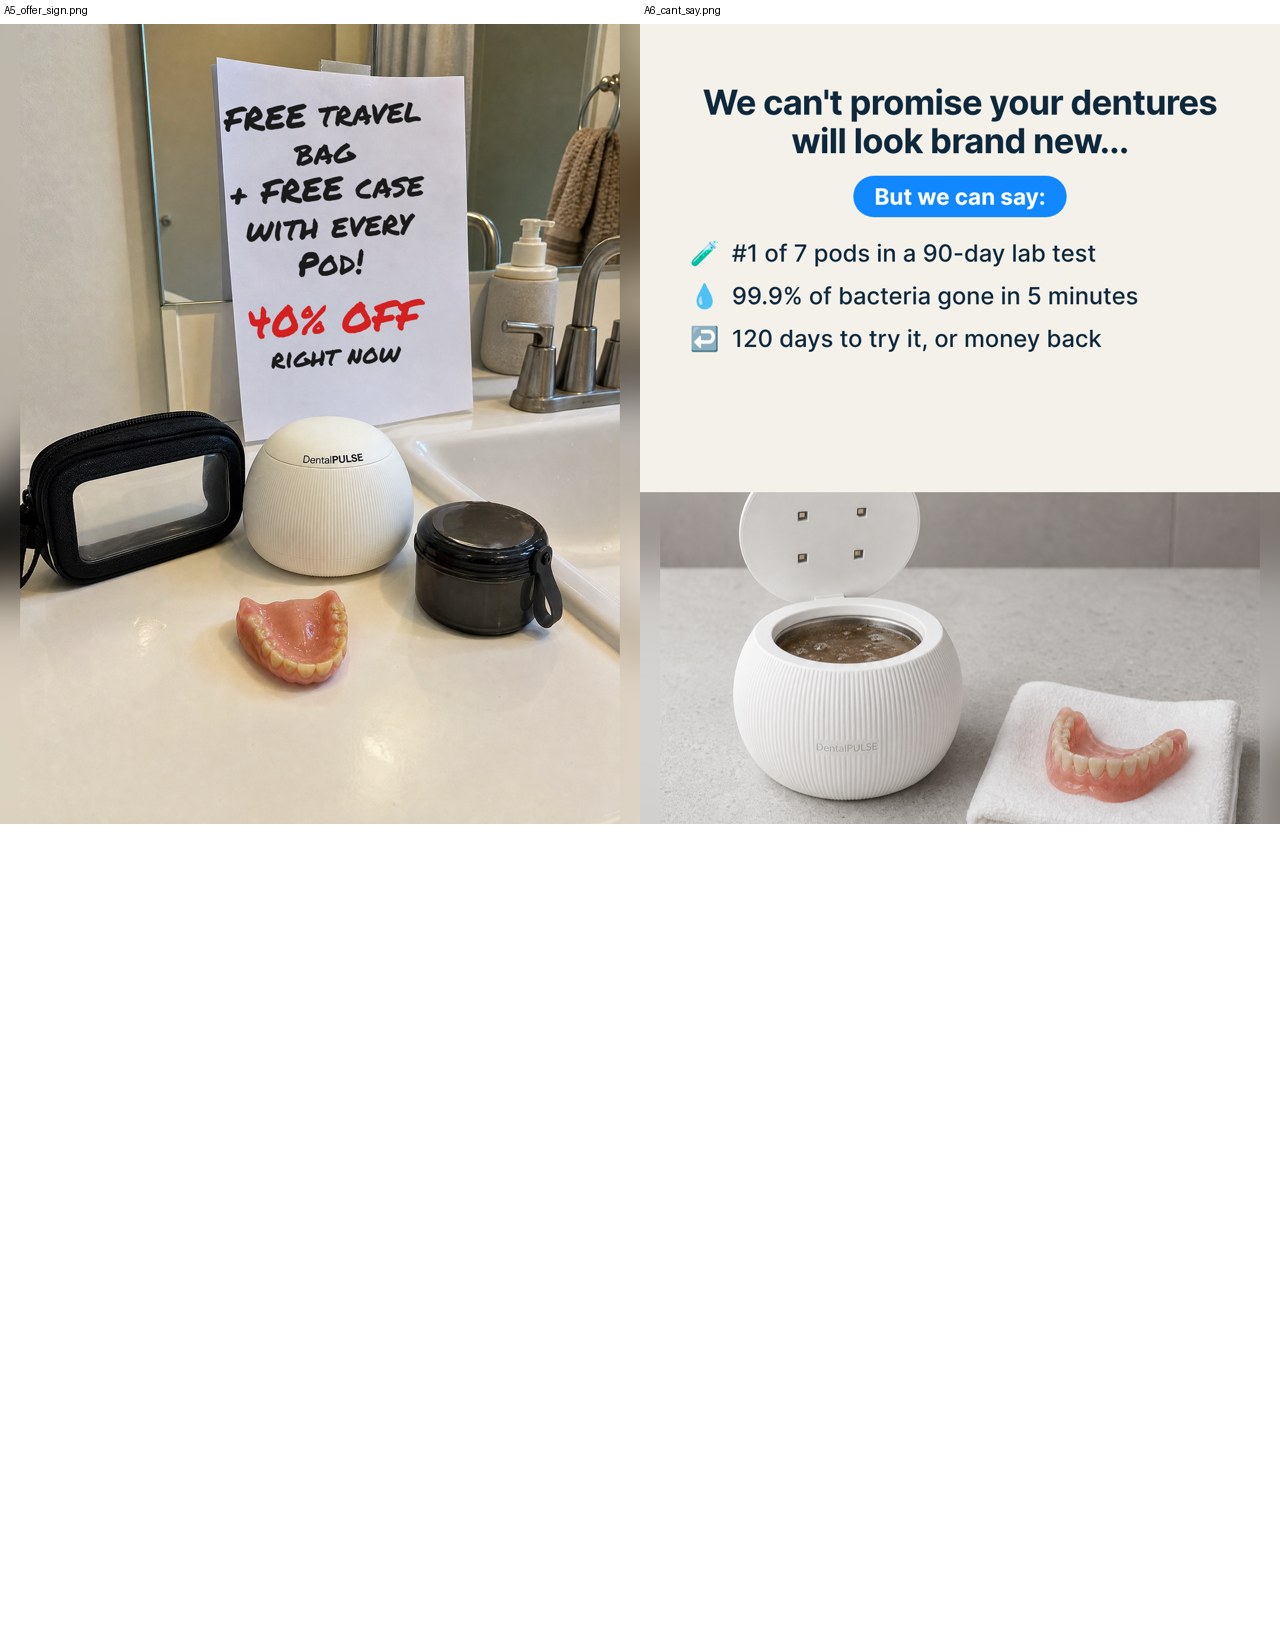 A5_offer_sign.png
FREE TRAVEL
BAG
+ FREE CASE
WITH EVERY
POD!
40% OFF
RIGHT NOW
DentalPULSE
A6_cant_say.png
We can't promise your dentures
will look brand new...
But we can say:
#1 of 7 pods in a 90-day lab test
99.9% of bacteria gone in 5 minutes
120 days to try it, or money back
DentalPULSE